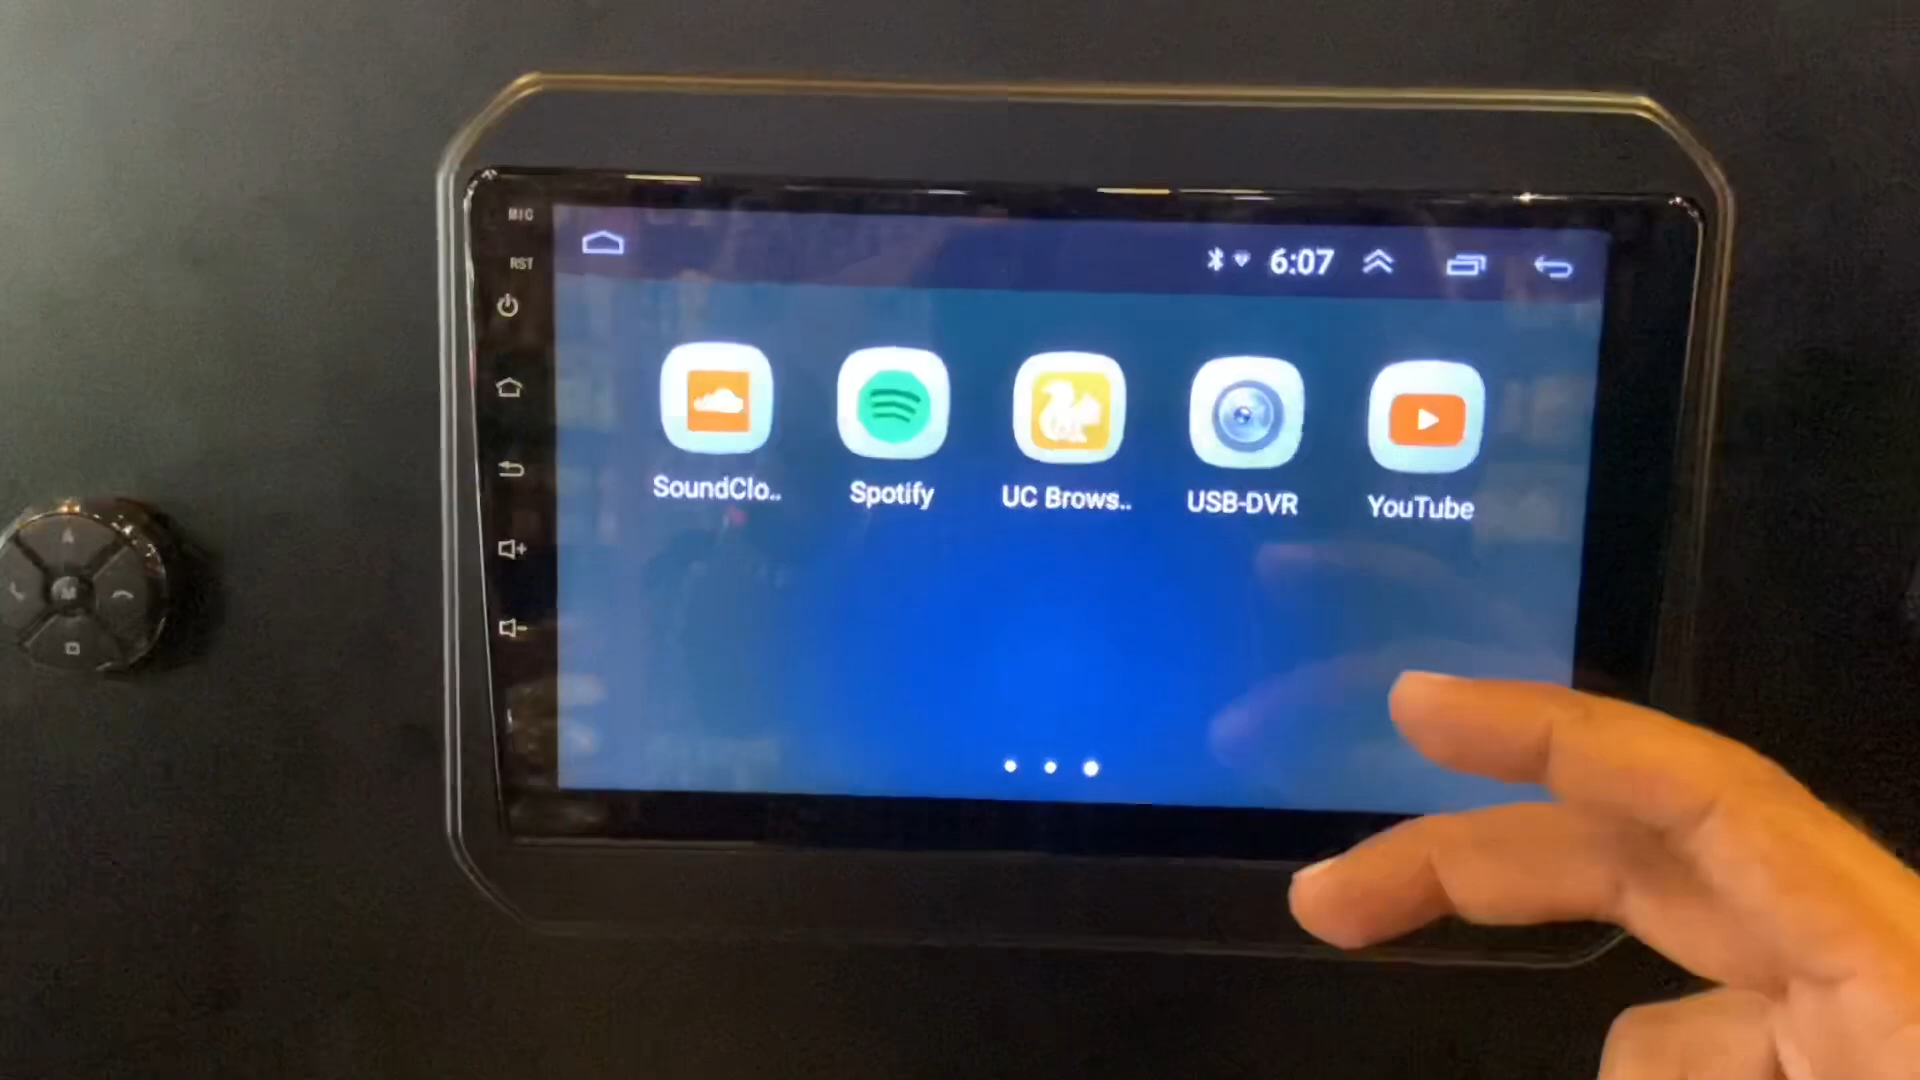 MIC
RST
6:07
SoundClo..
Spotify
UC Brows..
USB-DVR
YouTube
M